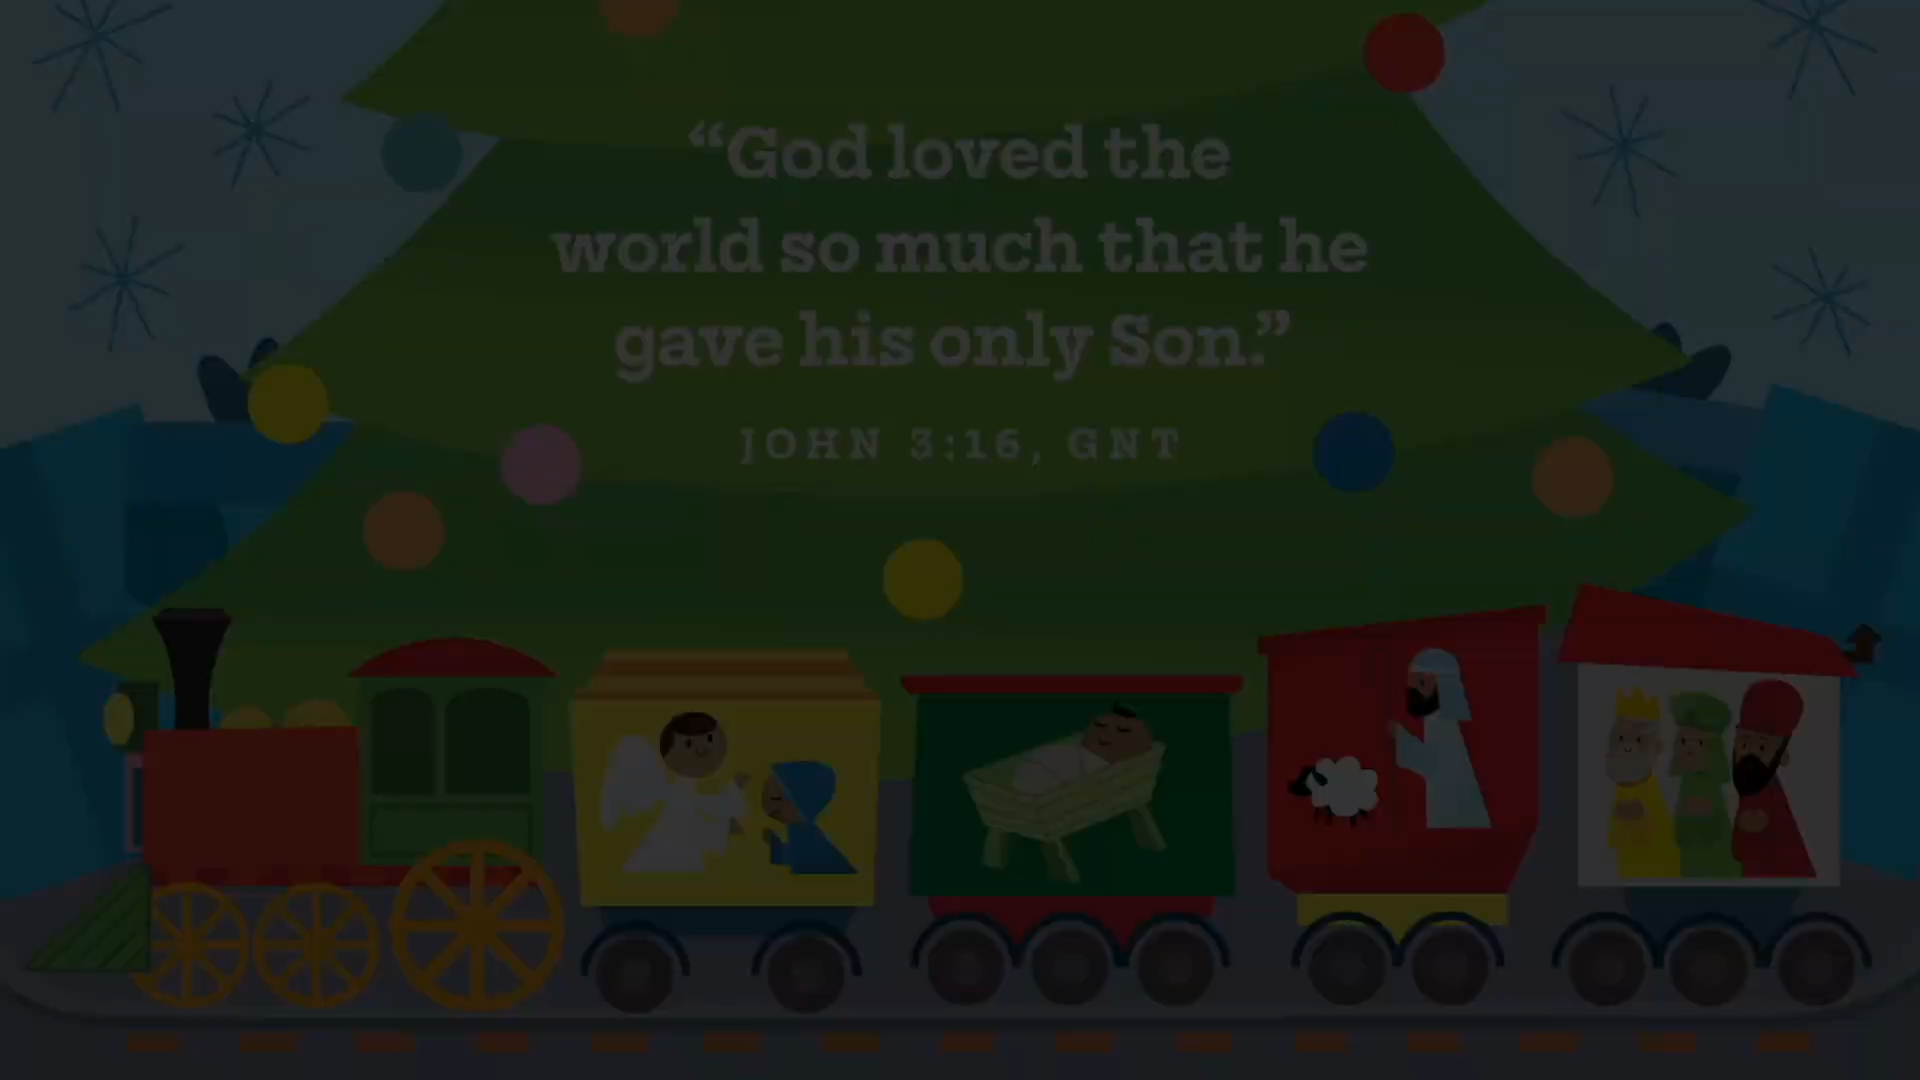 “God loved the
world so much that he
gave his only Son.”
JOHN 3:16, GNT